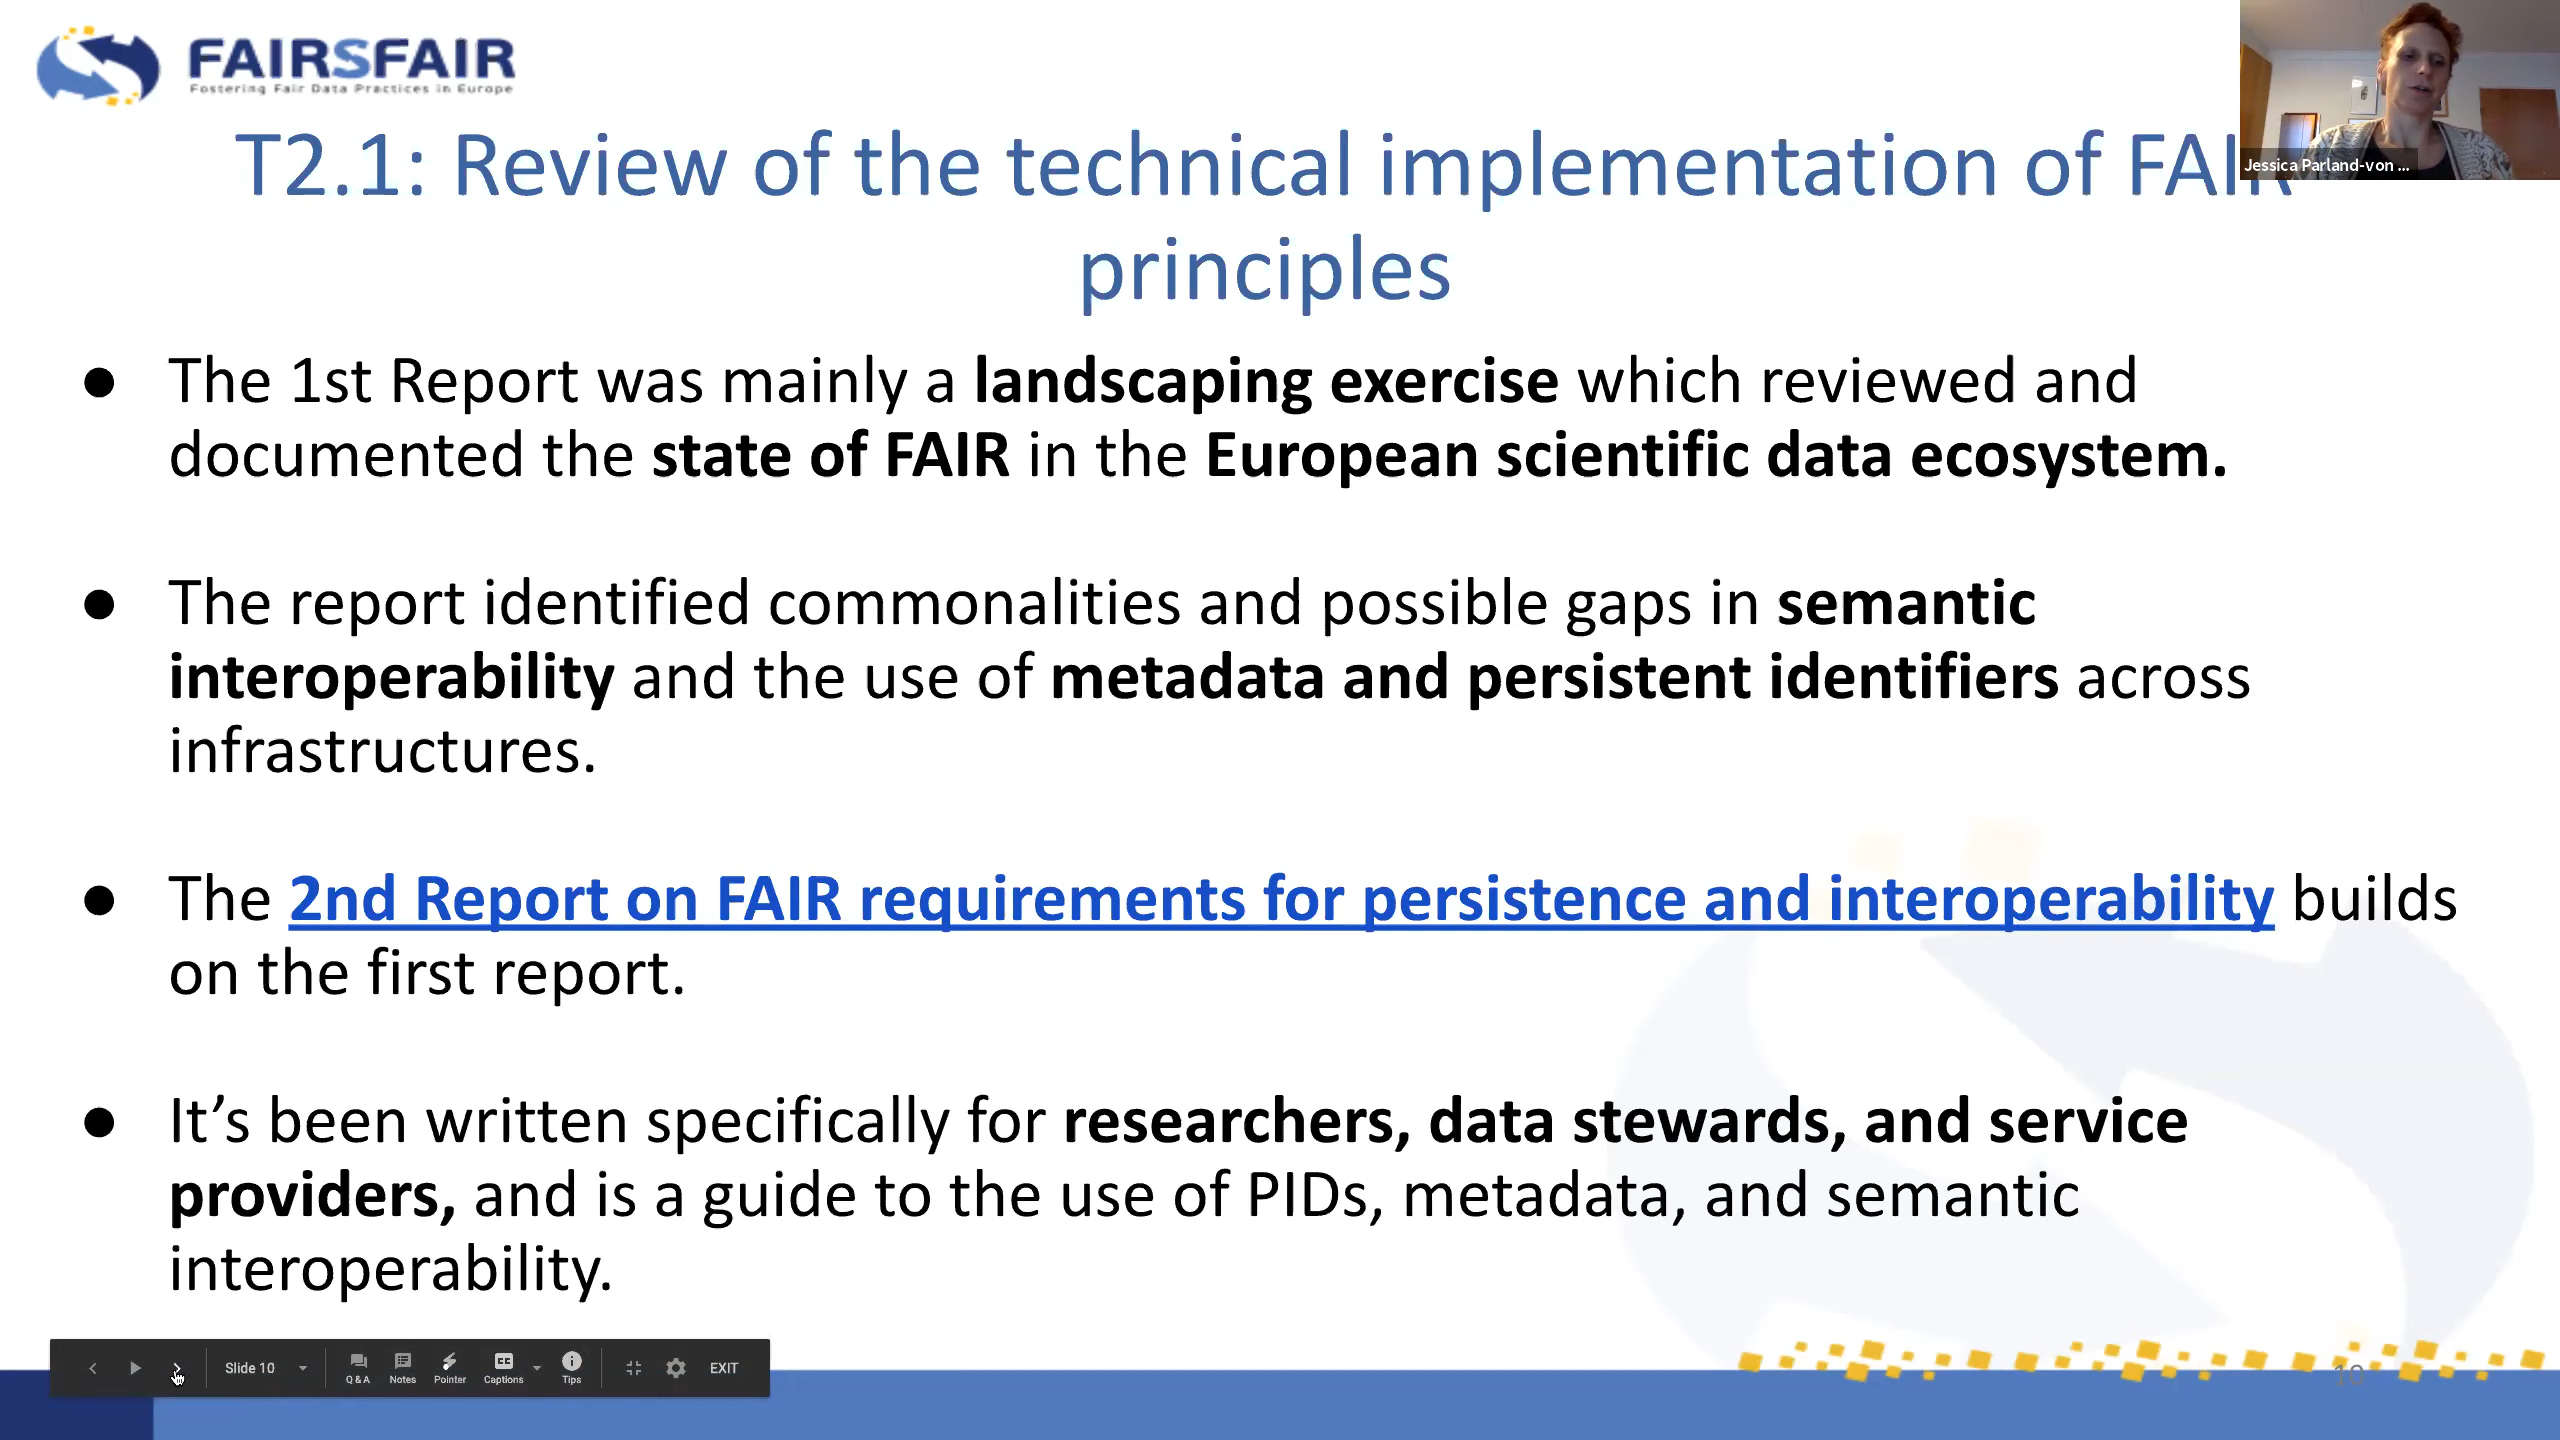 FAIRSFAIR
Fostering Fair Data Practices in Europe
T2.1: Review of the technical implementation of FAIR
principles
Jessica Parland-von ...
● The 1st Report was mainly a landscaping exercise which reviewed and
documented the state of FAIR in the European scientific data ecosystem.
● The report identified commonalities and possible gaps in semantic
interoperability and the use of metadata and persistent identifiers across
infrastructures.
● The 2nd Report on FAIR requirements for persistence and interoperability builds
on the first report.
● It’s been written specifically for researchers, data stewards, and service
providers, and is a guide to the use of PIDs, metadata, and semantic
interoperability.
Slide 10
Q & A
Notes
Pointer
CC
Captions
Tips
EXIT
10